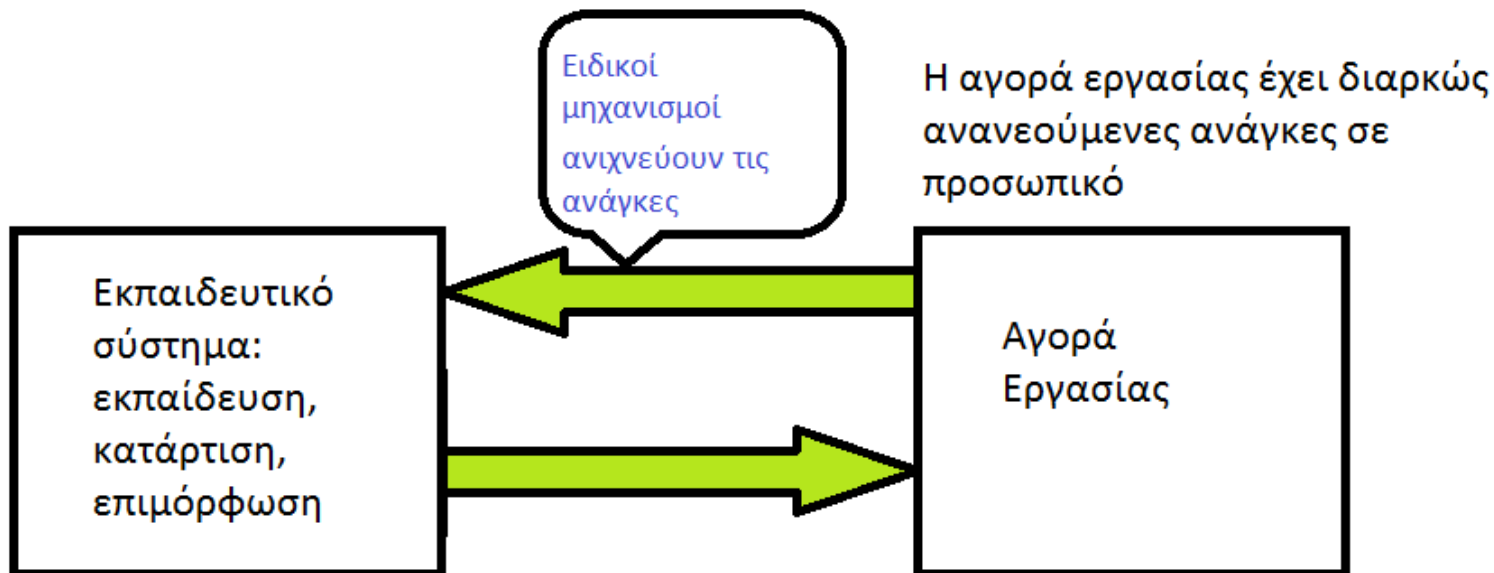 Ειδικοί
μηχανισμοί
ανιχνεύουν τις
ανάγκες
Η αγορά εργασίας έχει διαρκώς
ανανεούμενες ανάγκες σε
προσωπικό
Εκπαιδευτικό
σύστημα:
εκπαίδευση,
κατάρτιση,
επιμόρφωση
Αγορά
Εργασίας